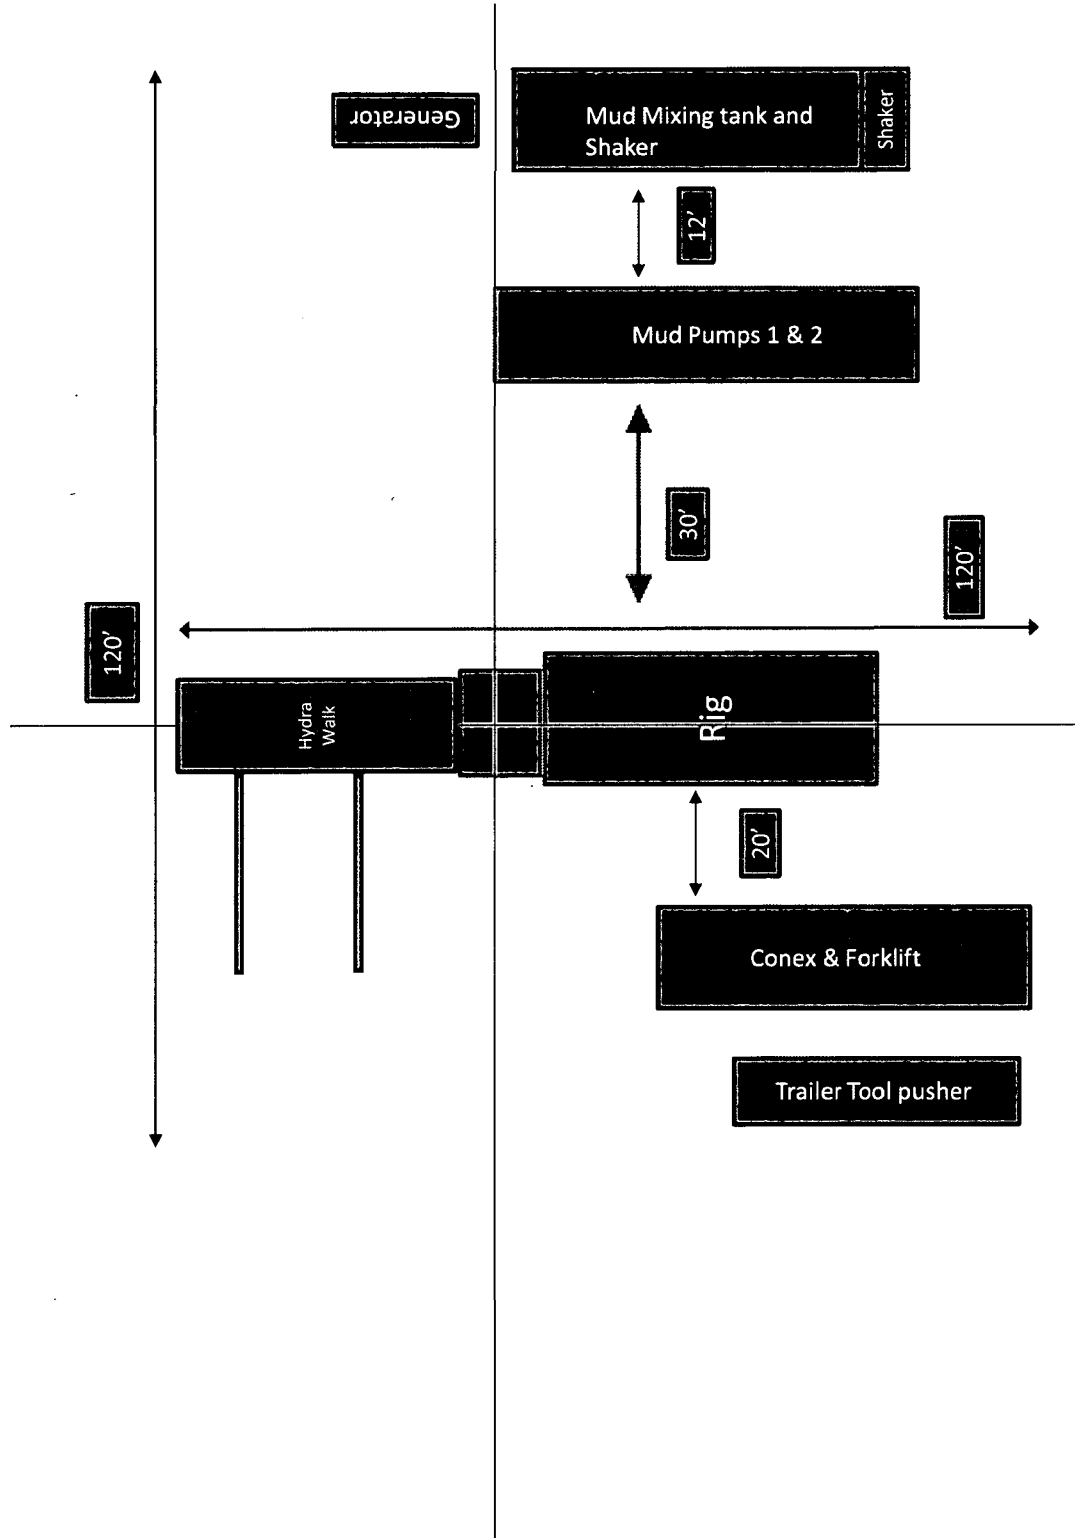 Generator
Mud Mixing tank and
Shaker
Shaker
12'
Mud Pumps 1 & 2
30'
120'
120'
Hydra
Walk
Rig
20'
Conex & Forklift
Trailer Tool pusher